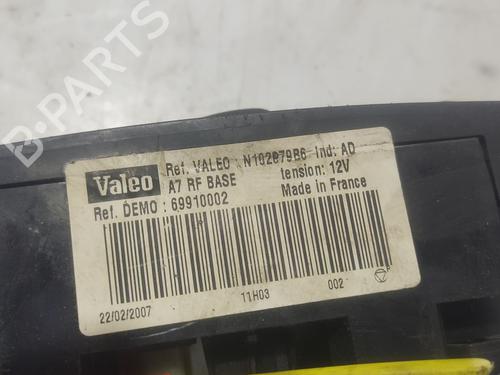 Valeo
Ref. VALEO N102879B6 Ind: AD
A7 RF BASE tension: 12V
Ref. DEMO : 69910002 Made in France
22/02/2007 11H03 002
B-PARTS